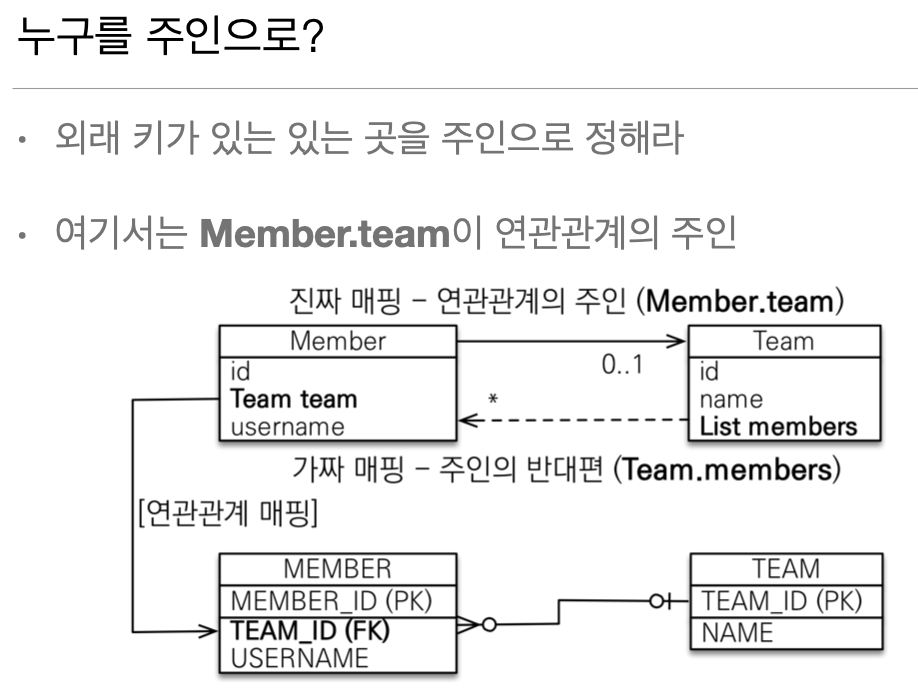 누구를 주인으로?
• 외래 키가 있는 있는 곳을 주인으로 정해라
• 여기서는 Member.team이 연관관계의 주인
진짜 매핑 – 연관관계의 주인 (Member.team)
Member
id
Team team
username
0..1
*
Team
id
name
List members
가짜 매핑 – 주인의 반대편 (Team.members)
[연관관계 매핑]
MEMBER
MEMBER_ID (PK)
TEAM_ID (FK)
USERNAME
TEAM
TEAM_ID (PK)
NAME